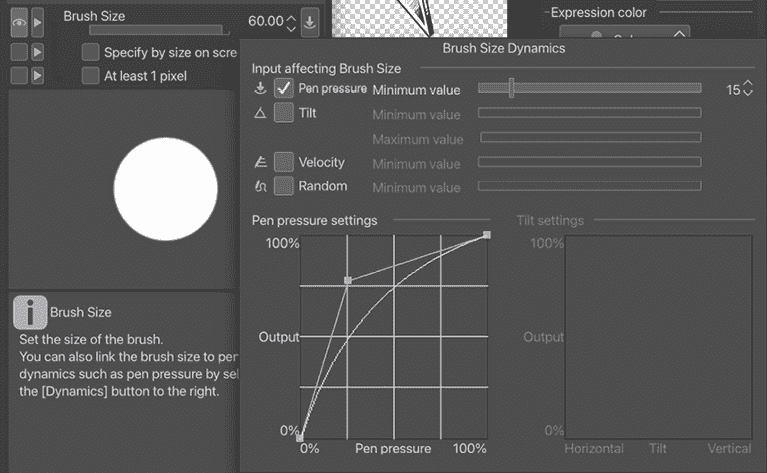 Expression color
Brush Size
60.00
Specify by size on scre
At least 1 pixel
Brush Size Dynamics
Input affecting Brush Size
Pen pressure Minimum value 15
Tilt Minimum value
Maximum value
Velocity Minimum value
Random Minimum value
Pen pressure settings
100%
Output
0%
0% Pen pressure 100%
Tilt settings
100%
Output
0%
Horizontal Tilt Vertical
i Brush Size
Set the size of the brush.
You can also link the brush size to per
dynamics such as pen pressure by sel
the [Dynamics] button to the right.